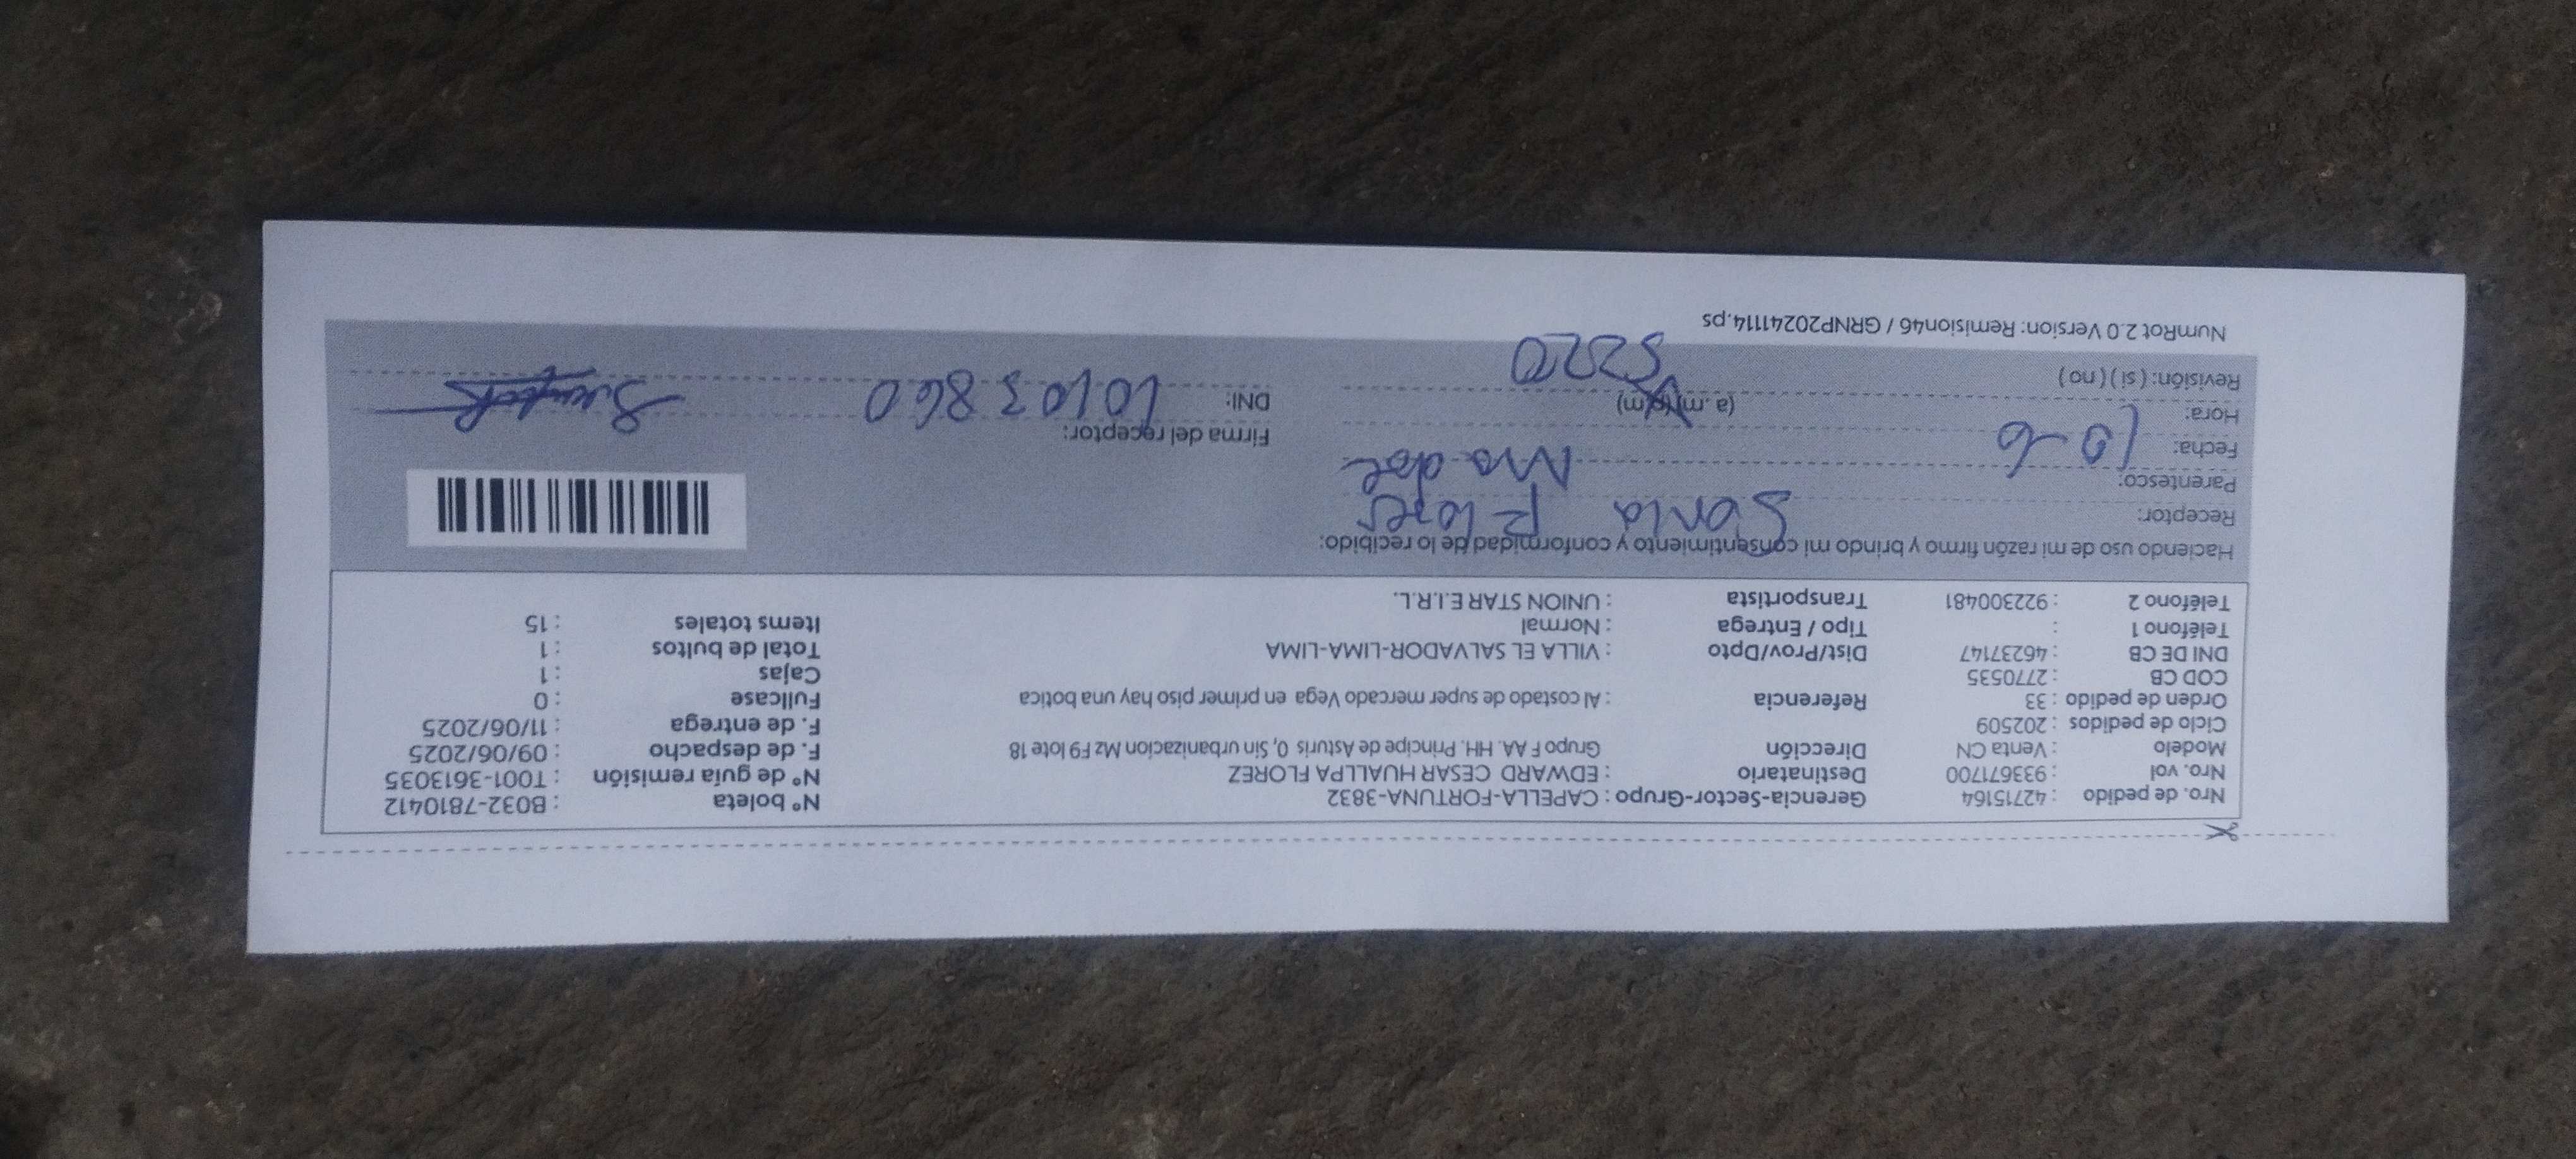 Nro. de pedido : 42715164 Gerencia-Sector-Grupo : CAPELLA-FORTUNA-3832 N° boleta : B032-7810412
Nro. vol : 933671700 Destinatario : EDWARD CESAR HUALLPA FLOREZ N° de guía remisión : T001-3613035
Modelo : Venta CN Dirección Grupo F AA. HH. Principe de Asturis 0, Sin urbanizacion Mz F9 lote 18 F. de despacho : 09/06/2025
Ciclo de pedidos : 202509 F. de entrega : 11/06/2025
Orden de pedido : 33 Referencia : Al costado de super mercado Vega en primer piso hay una botica Fullcase : 0
COD CB : 2770535 Cajas : 1
DNI DE CB : 46237147 Dist/Prov/Dpto : VILLA EL SALVADOR-LIMA-LIMA Total de bultos : 1
Teléfono 1 : Tipo / Entrega : Normal Items totales : 15
Teléfono 2 : 922300481 Transportista : UNION STAR E.I.R.L.
Haciendo uso de mi razón firmo y brindo mi consentimiento y conformidad de lo recibido:
Receptor: Sonia Flores
Parentesco:
Fecha: 10-6 Firma del receptor:
Hora: (a. m)(p.m) DNI: 10103860
Revisión: ( si ) ( no )
NumRot 2.0 Version: Remision46 / GRNP20241114.ps